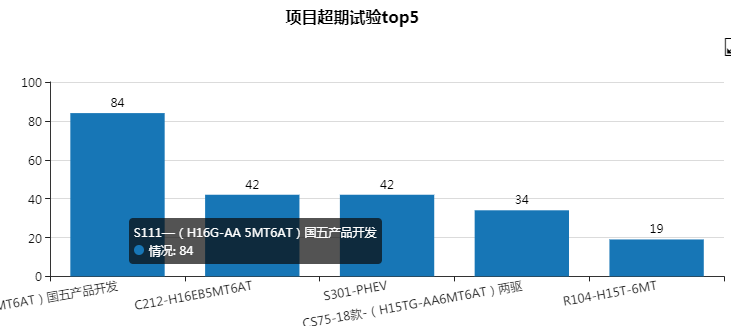 项目超期试验top5
100
80
60
40
20
0
84
42
42
34
19
S111—（H16G-AA 5MT6AT）国五产品开发
情况: 84
MT6AT）国五产品开发
C212-H16EB5MT6AT
S301-PHEV
CS75-18款-（H15TG-AA6MT6AT）两驱
R104-H15T-6MT